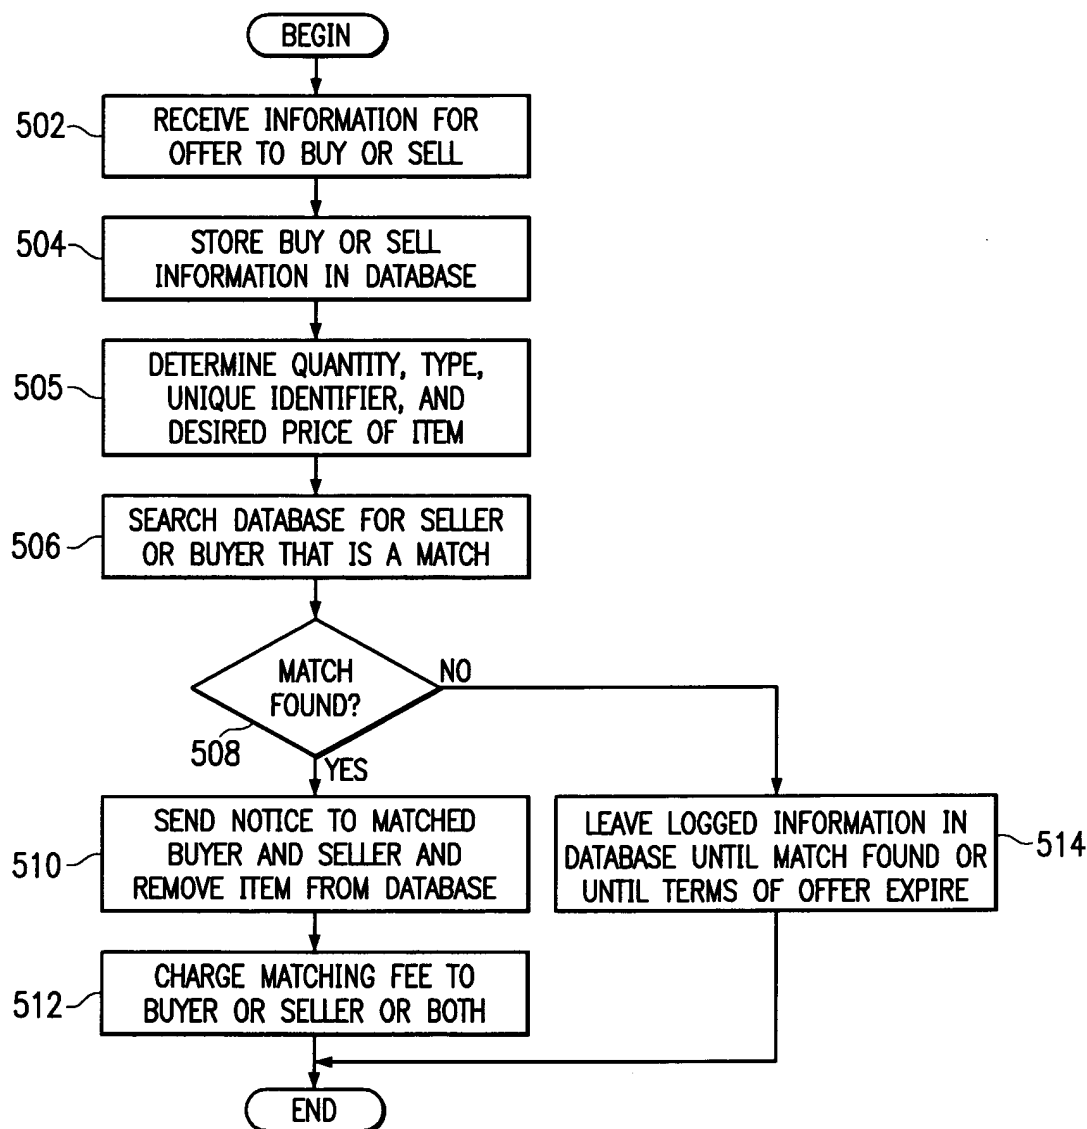 BEGIN
502
RECEIVE INFORMATION FOR
OFFER TO BUY OR SELL
504
STORE BUY OR SELL
INFORMATION IN DATABASE
505
DETERMINE QUANTITY, TYPE,
UNIQUE IDENTIFIER, AND
DESIRED PRICE OF ITEM
506
SEARCH DATABASE FOR SELLER
OR BUYER THAT IS A MATCH
MATCH
FOUND?
508
NO
YES
510
SEND NOTICE TO MATCHED
BUYER AND SELLER AND
REMOVE ITEM FROM DATABASE
LEAVE LOGGED INFORMATION IN
DATABASE UNTIL MATCH FOUND OR
UNTIL TERMS OF OFFER EXPIRE
514
512
CHARGE MATCHING FEE TO
BUYER OR SELLER OR BOTH
END